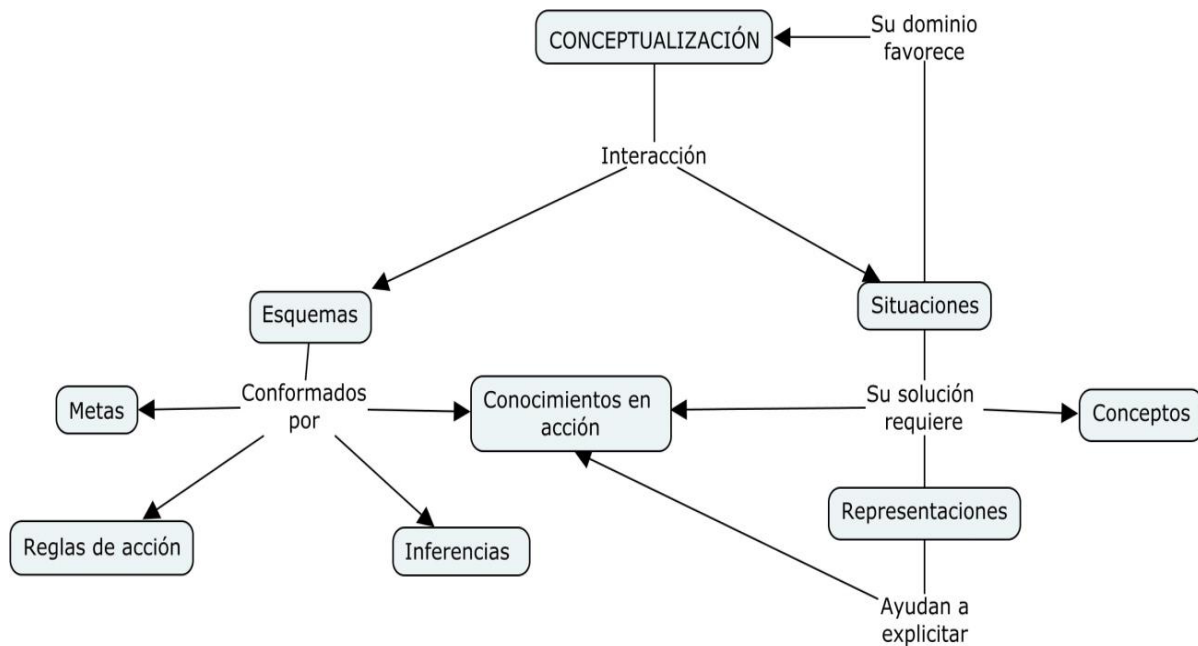 CONCEPTUALIZACIÓN
Su dominio
favorece
Interacción
Esquemas
Situaciones
Metas
Conformados
por
Conocimientos en
acción
Su solución
requiere
Conceptos
Reglas de acción
Inferencias
Representaciones
Ayudan a
explicitar